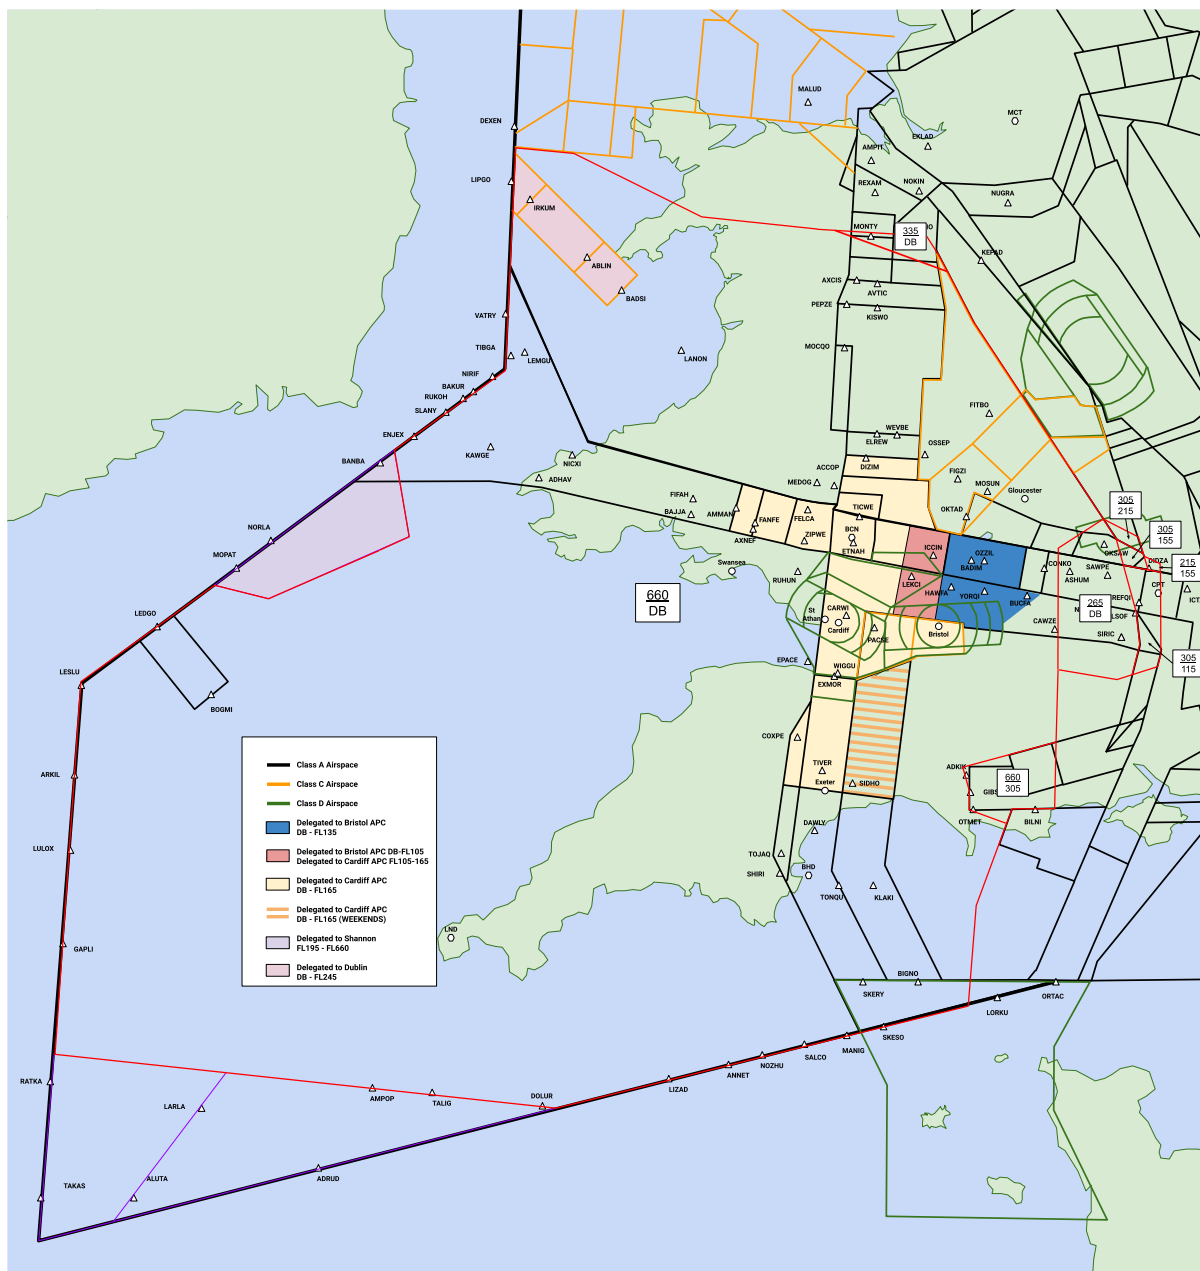 MALUD
MCT
DEXEN
EKLAD
AMPIT
LIPGO
REXAM
NOKIN
NUGRA
IRKUM
MONTY
335
DB
KEPAD
ABLIN
BADSI
AXCIS
AVTIC
PEPZE
KISWO
VATRY
TIBGA
LEMGU
LANON
MOCQO
NIRIF
BAKUR
RUKOH
SLANY
FITBO
ENJEX
WEVBE
ELREW
OSSEP
KAWGE
BANBA
NICXI
ACCOP
DIZIM
ADHAV
MEDOG
FIGZI
MOSUN
Gloucester
FIFAH
BAJJA
AMMAN
FANFE
FELCA
TICWE
OKTAD
305
215
NORLA
AXNEF
ZIPWE
BCN
ETNAH
ICCIN
OZZIL
BADIM
305
155
OKSAW
DIDZA
MOPAT
Swansea
RUHUN
LEKCI
HAWFA
YORQI
BUCFA
CONKO
ASHUM
SAWPE
215
155
CPT
REFQI
660
DB
LEDGO
St
Athan
CARWI
Cardiff
PACSE
Bristol
CAWZE
265
DB
SIRIC
EPACE
WIGGU
EXMOR
305
115
LESLU
BOGMI
COXPE
TIVER
Exeter
SIDHO
ADKIK
660
305
ARKIL
OTMET
BILNI
LULOX
DAWLY
TOJAQ
SHIRI
BHD
TONQU
KLAKI
Class A Airspace
Class C Airspace
Class D Airspace
Delegated to Bristol APC
DB - FL135
Delegated to Bristol APC DB-FL105
Delegated to Cardiff APC FL105-165
Delegated to Cardiff APC
DB - FL165
Delegated to Cardiff APC
DB - FL165 (WEEKENDS)
Delegated to Shannon
FL195 - FL660
Delegated to Dublin
DB - FL245
LND
GAPLI
BIGNO
SKERY
LORKU
ORTAC
SKESO
MANIG
SALCO
NOZHU
ANNET
LIZAD
RATKA
AMPOP
TALIG
DOLUR
LARLA
ADRUD
TAKAS
ALUTA